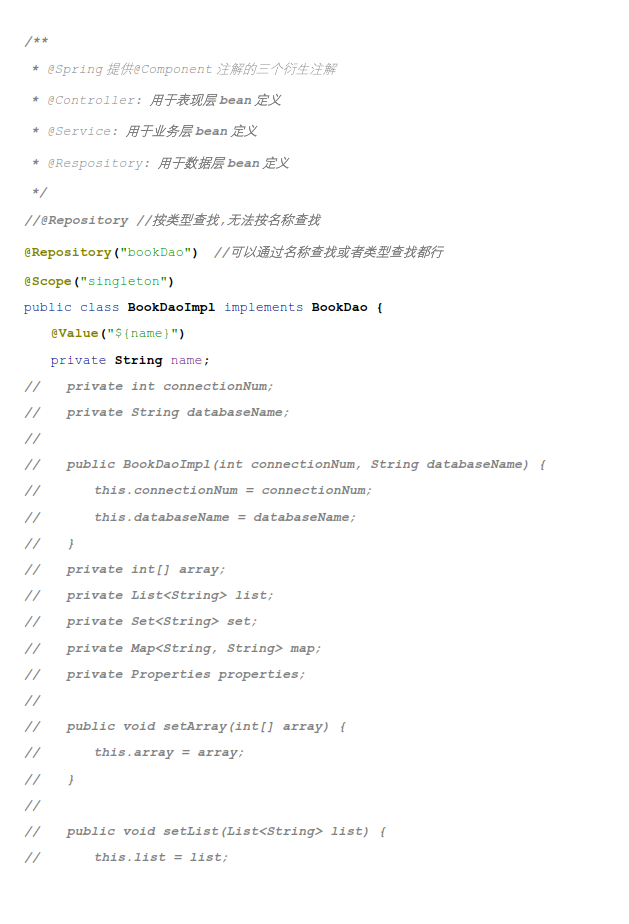 /**
 * @Spring 提供@Component 注解的三个衍生注解
 * @Controller: 用于表现层 bean 定义
 * @Service: 用于业务层 bean 定义
 * @Respository: 用于数据层 bean 定义
 */
//@Repository //按类型查找,无法按名称查找
@Repository("bookDao")  //可以通过名称查找或者类型查找都行
@Scope("singleton")
public class BookDaoImpl implements BookDao {
    @Value("${name}")
    private String name;
//    private int connectionNum;
//    private String databaseName;
//
//    public BookDaoImpl(int connectionNum, String databaseName) {
//        this.connectionNum = connectionNum;
//        this.databaseName = databaseName;
//    }
//    private int[] array;
//    private List<String> list;
//    private Set<String> set;
//    private Map<String, String> map;
//    private Properties properties;
//
//    public void setArray(int[] array) {
//        this.array = array;
//    }
//
//    public void setList(List<String> list) {
//        this.list = list;